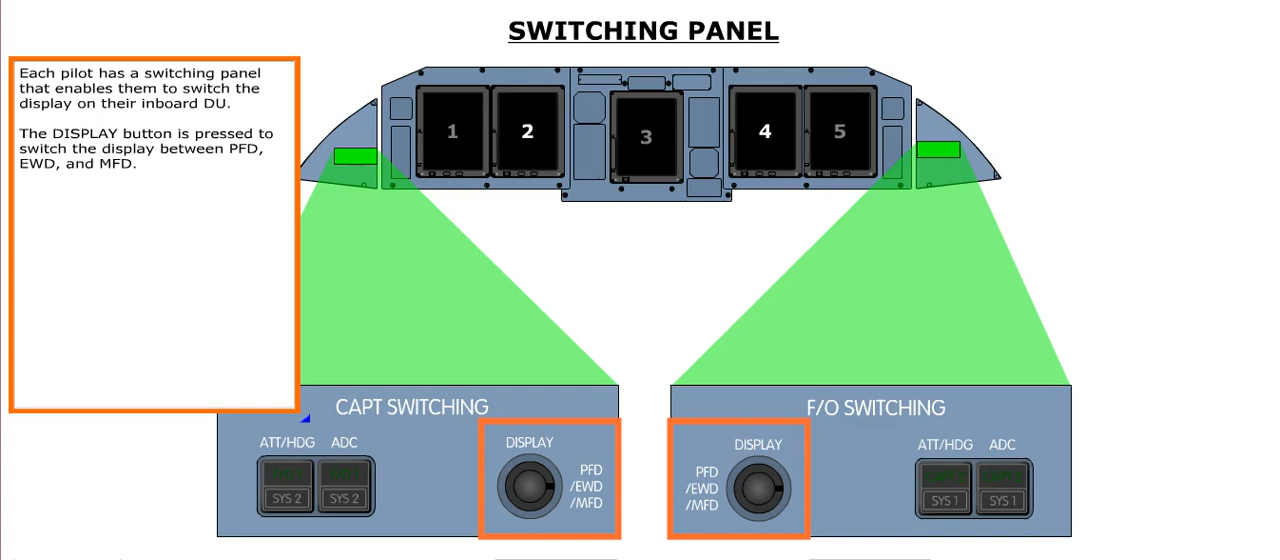 SWITCHING PANEL
Each pilot has a switching panel
that enables them to switch the
display on their inboard DU.
The DISPLAY button is pressed to
switch the display between PFD,
EWD, and MFD.
1
2
3
4
5
CAPT SWITCHING
ATT/HDG ADC
SYS 2 SYS 2
DISPLAY
PFD
/EWD
/MFD
F/O SWITCHING
DISPLAY
PFD
/EWD
/MFD
ATT/HDG ADC
SYS 1 SYS 1